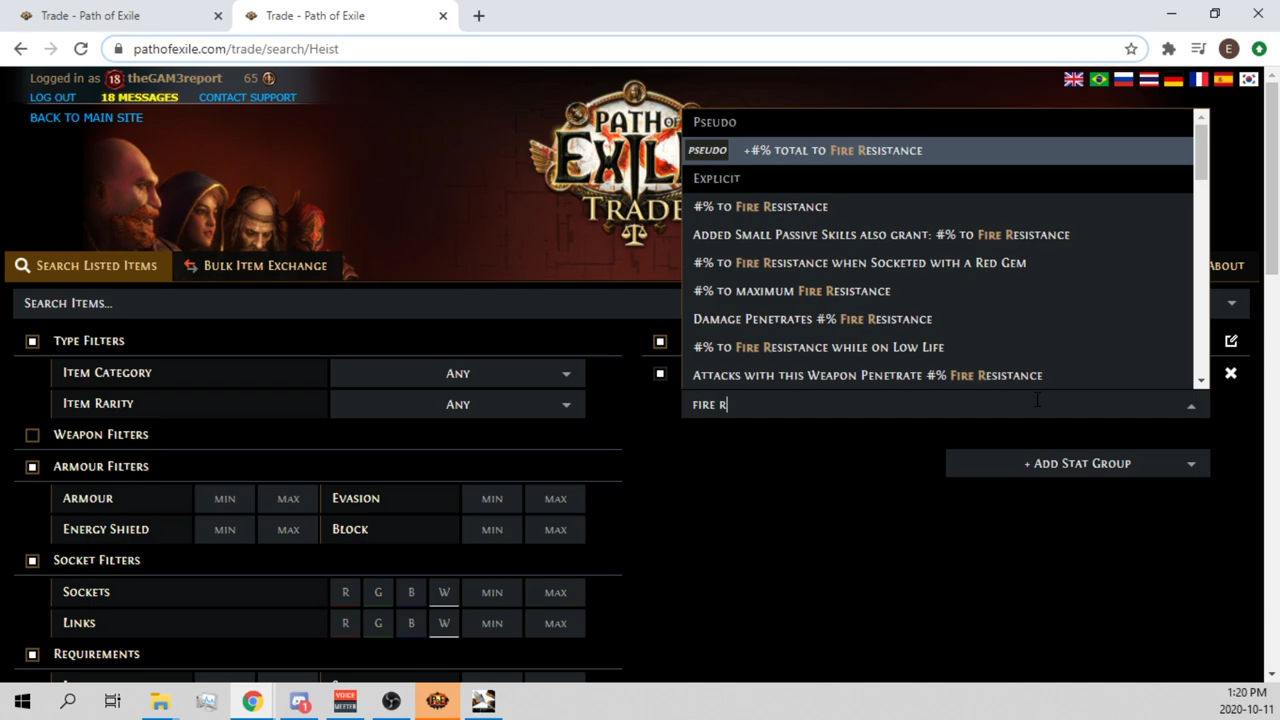 Trade - Path of Exile
Trade - Path of Exile
pathofexile.com/trade/search/Heist
E
Logged in as 18 theGAM3report 65
LOG OUT 18 MESSAGES CONTACT SUPPORT
BACK TO MAIN SITE
PATH OF
EXILE
TRADE
PSEUDO
PSEUDO +#% TOTAL TO FIRE RESISTANCE
EXPLICIT
#% TO FIRE RESISTANCE
ADDED SMALL PASSIVE SKILLS ALSO GRANT: #% TO FIRE RESISTANCE
#% TO FIRE RESISTANCE WHEN SOCKETED WITH A RED GEM
#% TO MAXIMUM FIRE RESISTANCE
DAMAGE PENETRATES #% FIRE RESISTANCE
#% TO FIRE RESISTANCE WHILE ON LOW LIFE
ATTACKS WITH THIS WEAPON PENETRATE #% FIRE RESISTANCE
FIRE R
SEARCH LISTED ITEMS
BULK ITEM EXCHANGE
ABOUT
SEARCH ITEMS...
TYPE FILTERS
ITEM CATEGORY ANY
ITEM RARITY ANY
WEAPON FILTERS
ARMOUR FILTERS
ARMOUR MIN MAX EVASION MIN MAX
ENERGY SHIELD MIN MAX BLOCK MIN MAX
SOCKET FILTERS
SOCKETS R G B W MIN MAX
LINKS R G B W MIN MAX
REQUIREMENTS
+ ADD STAT GROUP
VOICE
MEETER
1
1:20 PM
2020-10-11